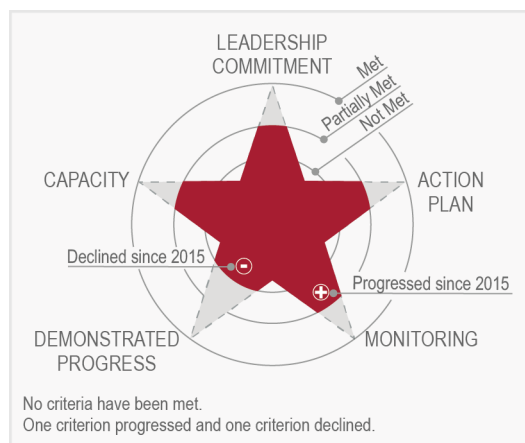 LEADERSHIP
COMMITMENT
Met
Partially Met
Not Met
CAPACITY
ACTION
PLAN
Declined since 2015
-
+
Progressed since 2015
DEMONSTRATED
PROGRESS
MONITORING
No criteria have been met.
One criterion progressed and one criterion declined.